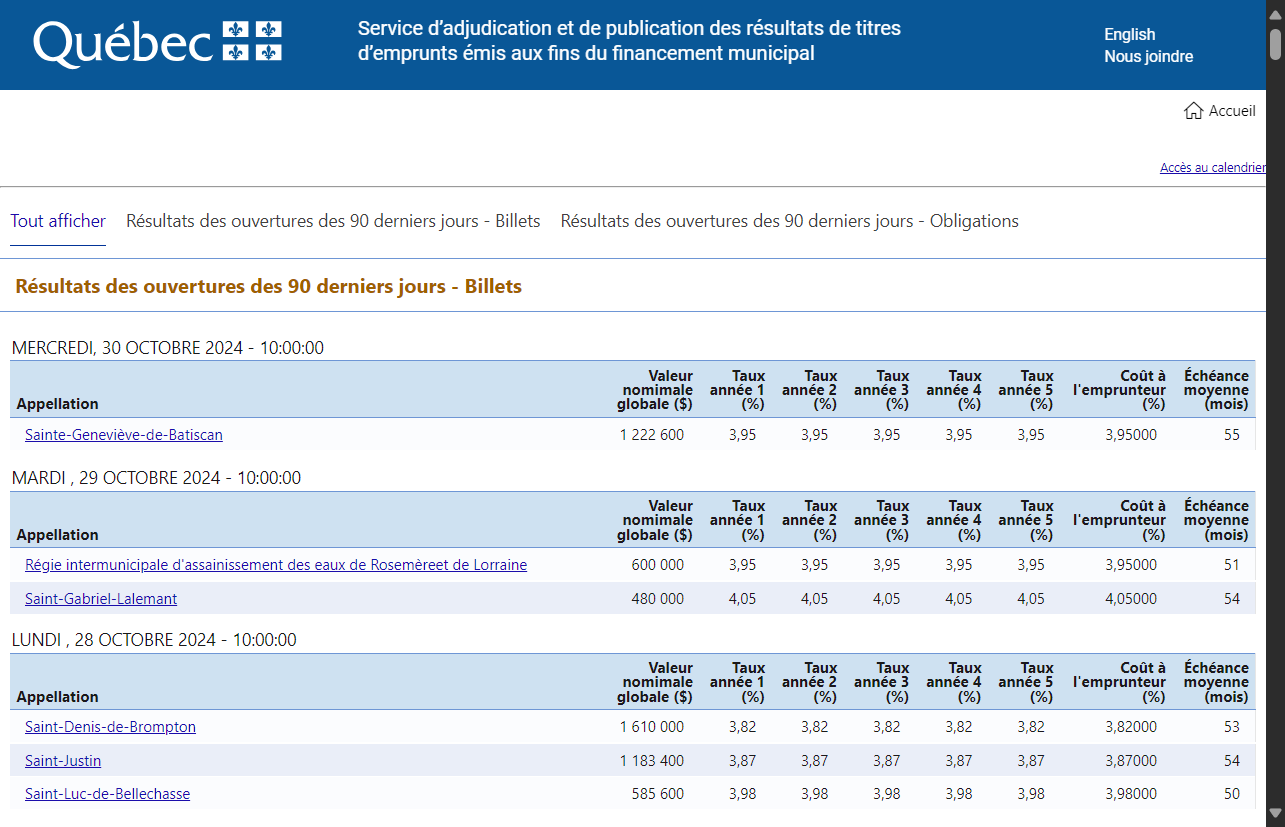 Québec
Service d’adjudication et de publication des résultats de titres
d’emprunts émis aux fins du financement municipal
English
Nous joindre
Accueil
Accès au calendrier
Tout afficher Résultats des ouvertures des 90 derniers jours - Billets Résultats des ouvertures des 90 derniers jours - Obligations
Résultats des ouvertures des 90 derniers jours - Billets
MERCREDI, 30 OCTOBRE 2024 - 10:00:00
Valeur Taux Taux Taux Taux Taux Coût à Échéance
nomimale année 1 année 2 année 3 année 4 année 5 l'emprunteur moyenne
Appellation globale ($) (%) (%) (%) (%) (%) (%) (mois)
Sainte-Geneviève-de-Batiscan 1 222 600 3,95 3,95 3,95 3,95 3,95 3,95000 55
MARDI , 29 OCTOBRE 2024 - 10:00:00
Valeur Taux Taux Taux Taux Taux Coût à Échéance
nomimale année 1 année 2 année 3 année 4 année 5 l'emprunteur moyenne
Appellation globale ($) (%) (%) (%) (%) (%) (%) (mois)
Régie intermunicipale d'assainissement des eaux de Rosemèreet de Lorraine 600 000 3,95 3,95 3,95 3,95 3,95 3,95000 51
Saint-Gabriel-Lalemant 480 000 4,05 4,05 4,05 4,05 4,05 4,05000 54
LUNDI , 28 OCTOBRE 2024 - 10:00:00
Valeur Taux Taux Taux Taux Taux Coût à Échéance
nomimale année 1 année 2 année 3 année 4 année 5 l'emprunteur moyenne
Appellation globale ($) (%) (%) (%) (%) (%) (%) (mois)
Saint-Denis-de-Brompton 1 610 000 3,82 3,82 3,82 3,82 3,82 3,82000 53
Saint-Justin 1 183 400 3,87 3,87 3,87 3,87 3,87 3,87000 54
Saint-Luc-de-Bellechasse 585 600 3,98 3,98 3,98 3,98 3,98 3,98000 50